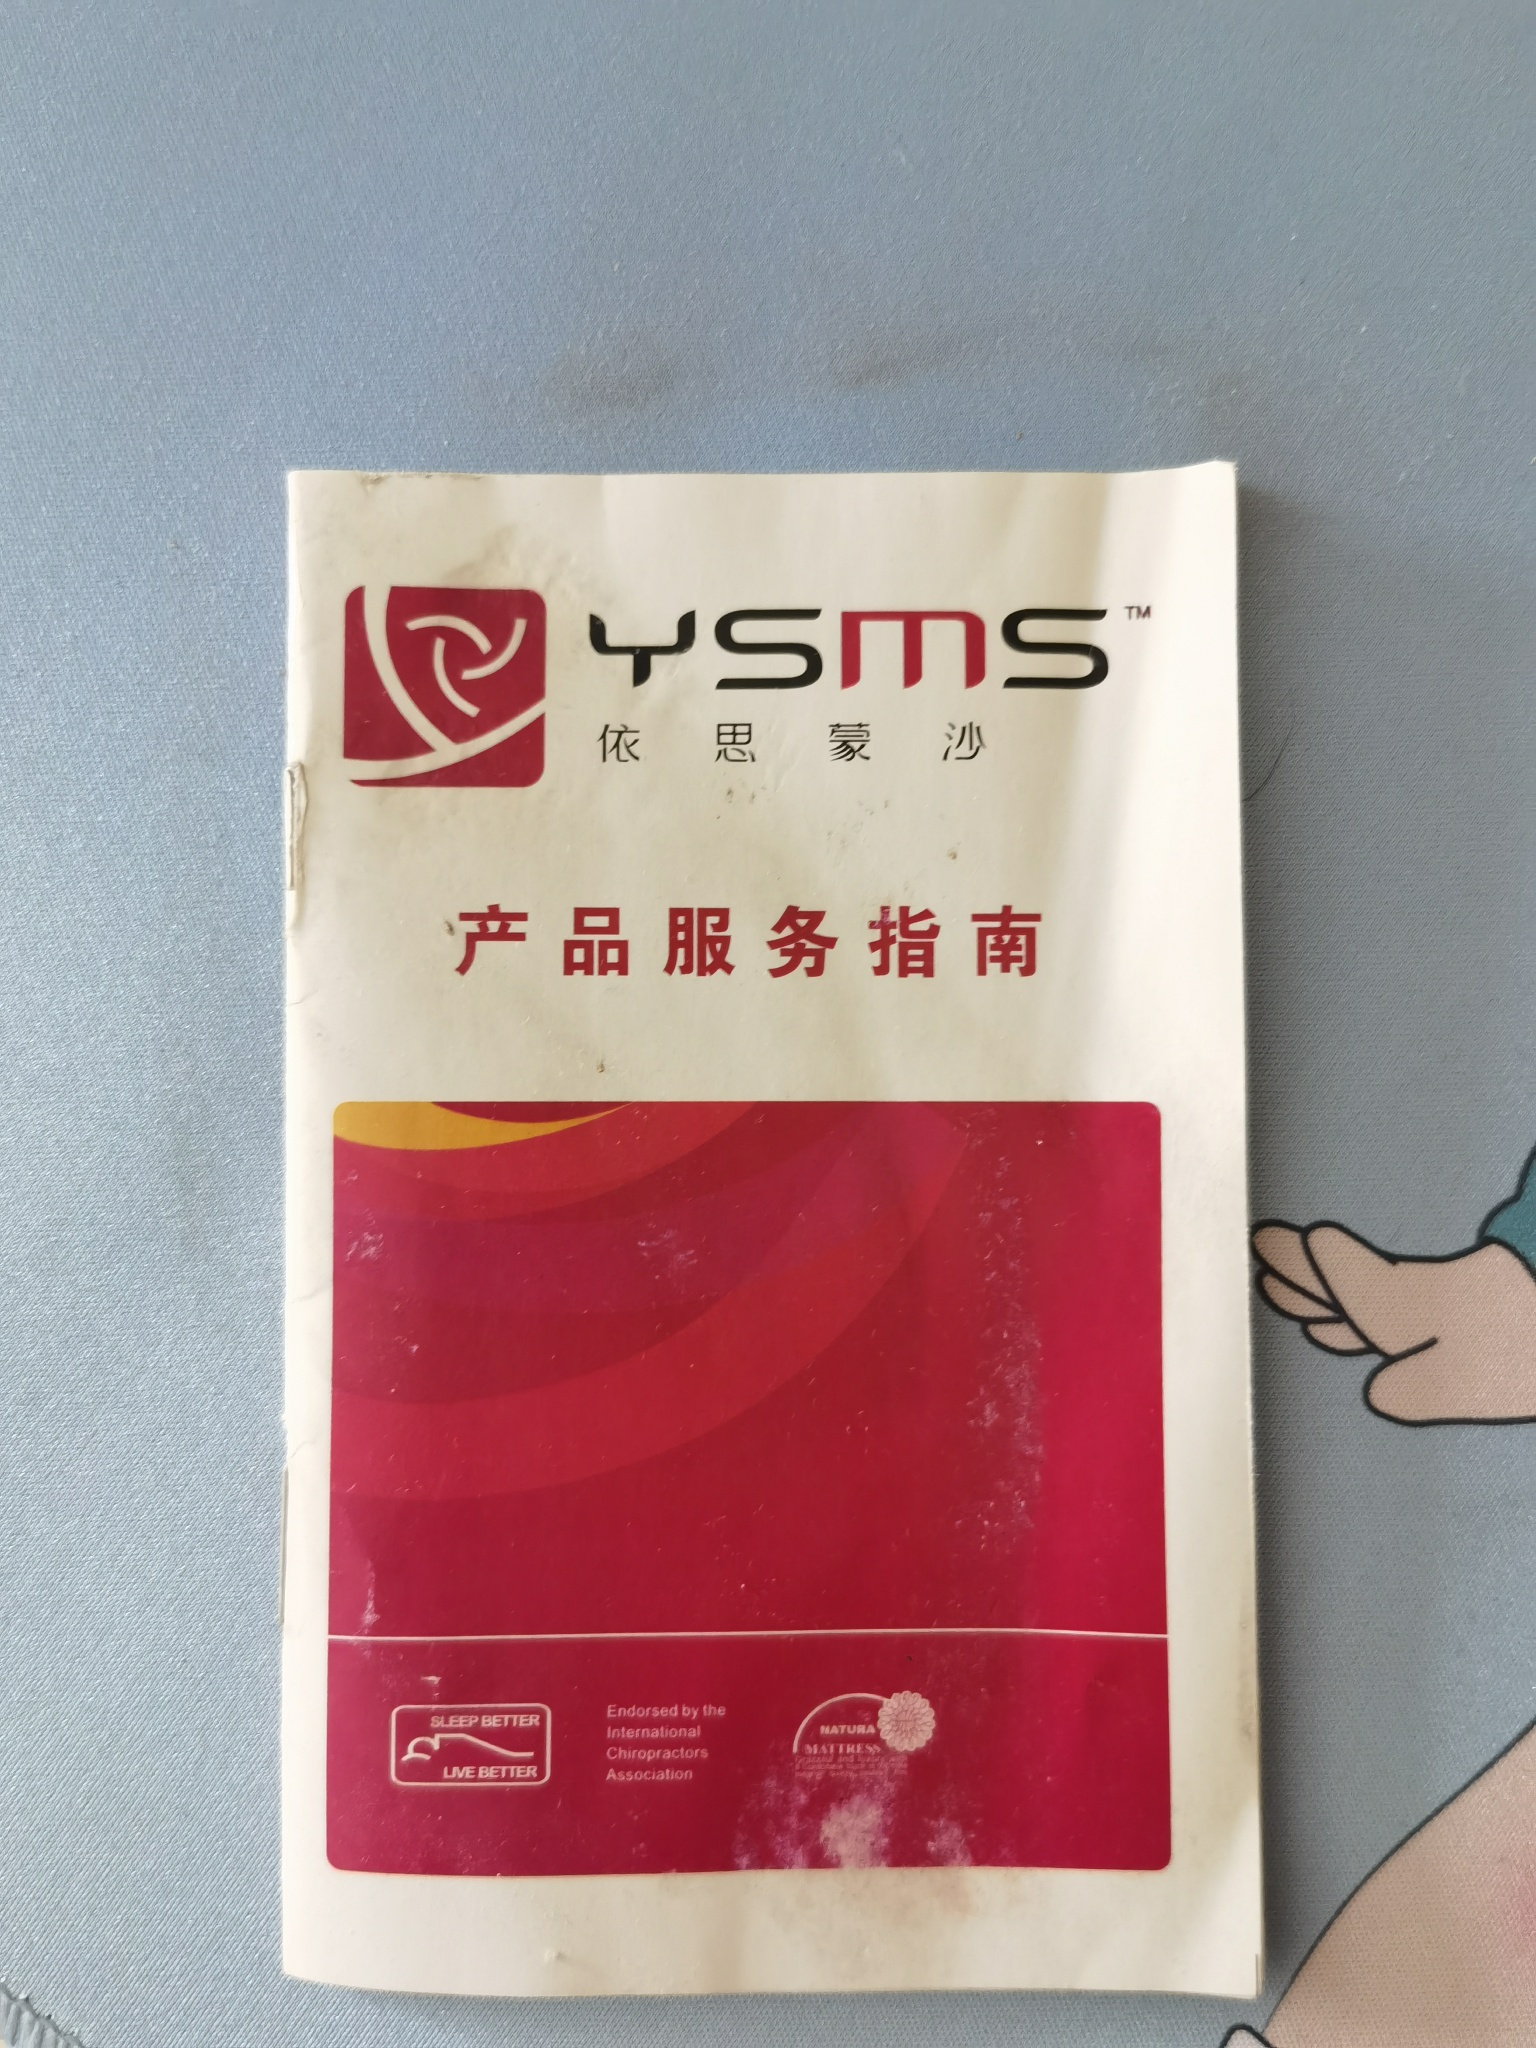 YSMS™
依思蒙沙
产品服务指南
SLEEP BETTER
LIVE BETTER
Endorsed by the
International
Chiropractors
Association
NATURA
MATTRESS